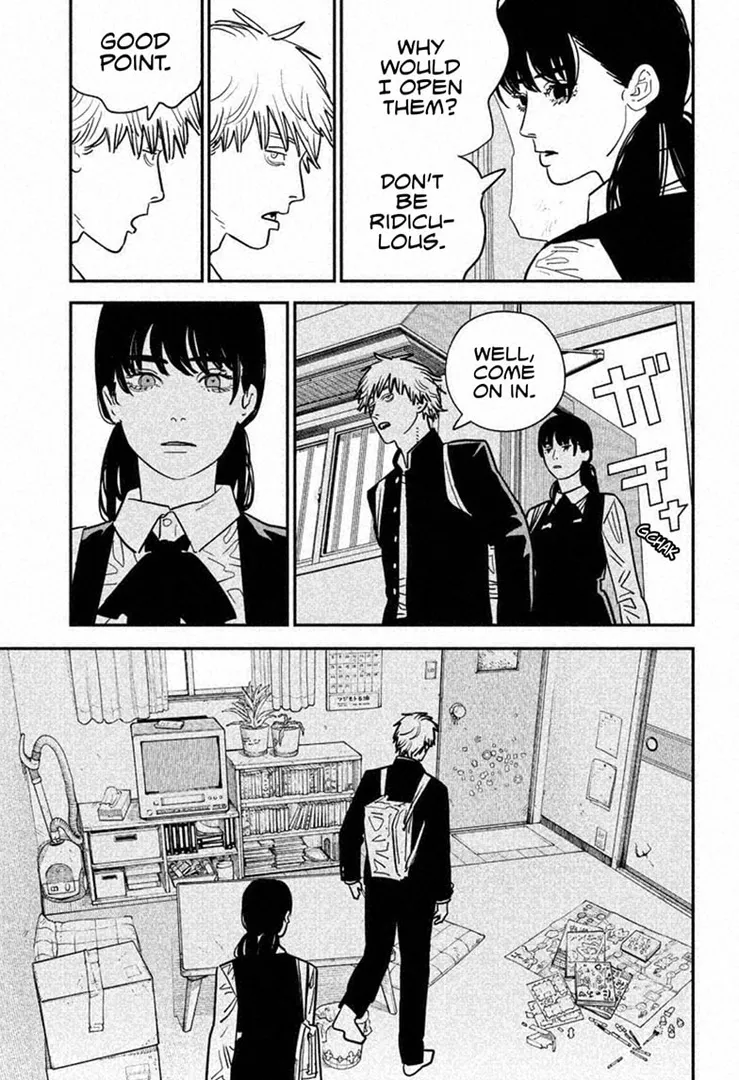 WHY
WOULD
I OPEN
THEM?
DON'T
BE
RIDICU-
LOUS.
GOOD
POINT.
WELL,
COME
ON IN.
ガチャ
GCHAK